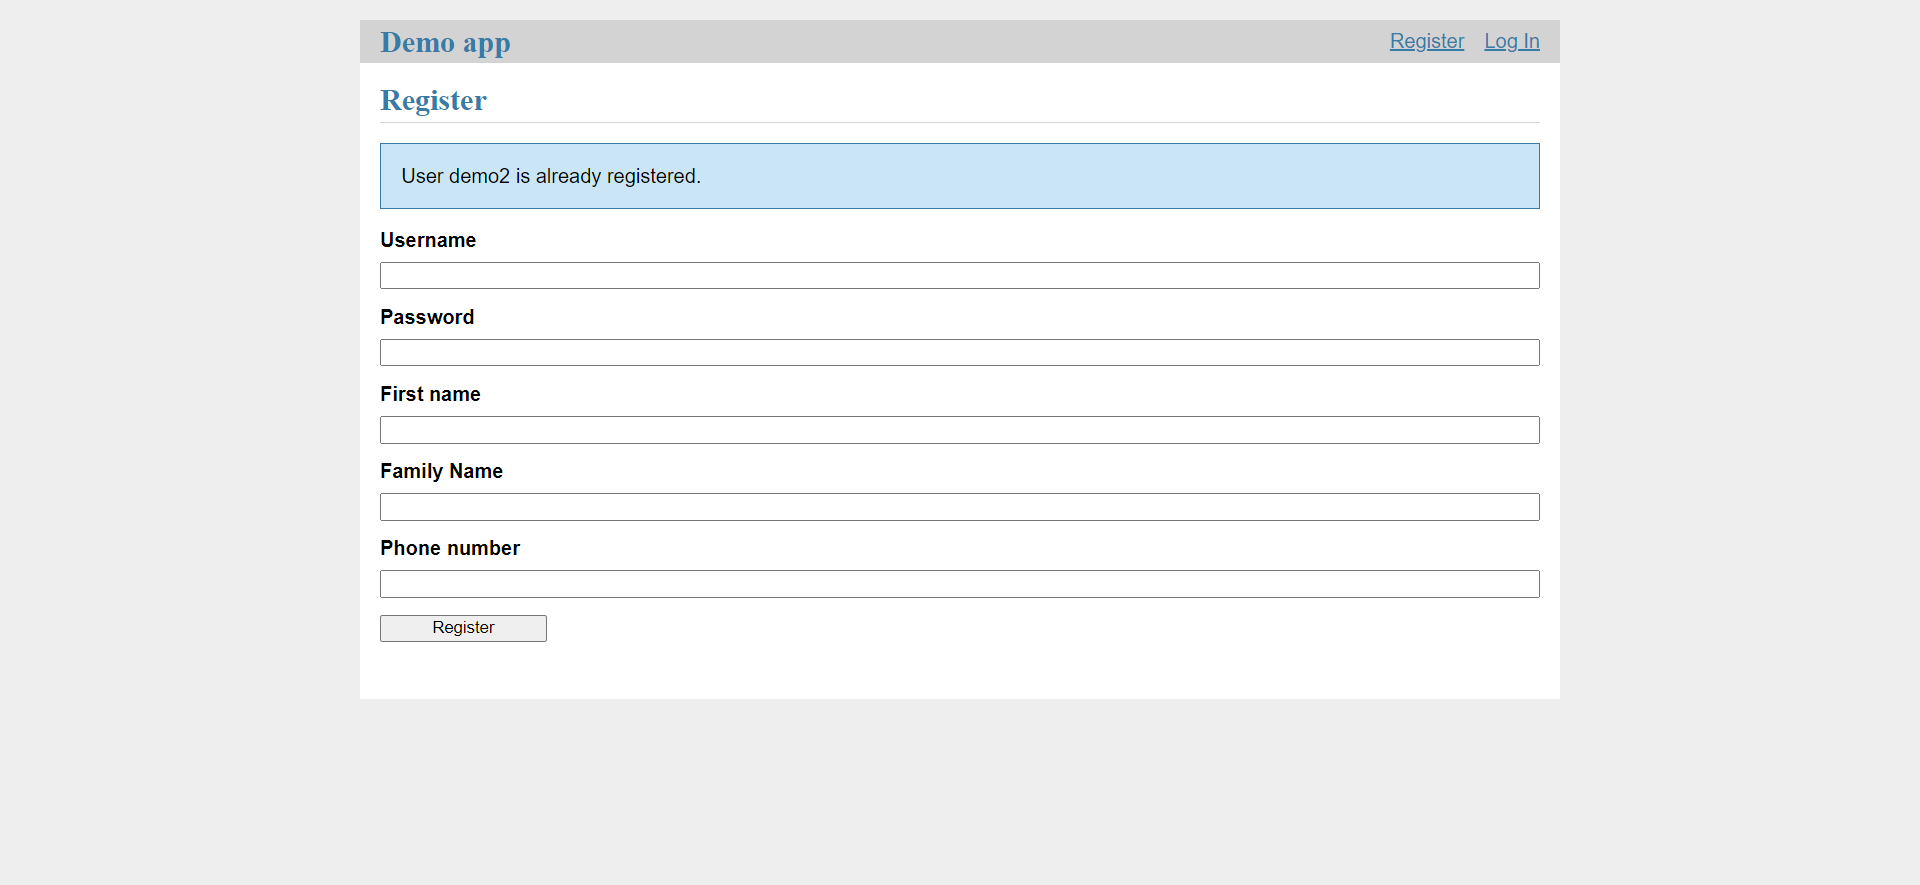 Demo app
Register Log In
Register
User demo2 is already registered.
Username
Password
First name
Family Name
Phone number
Register